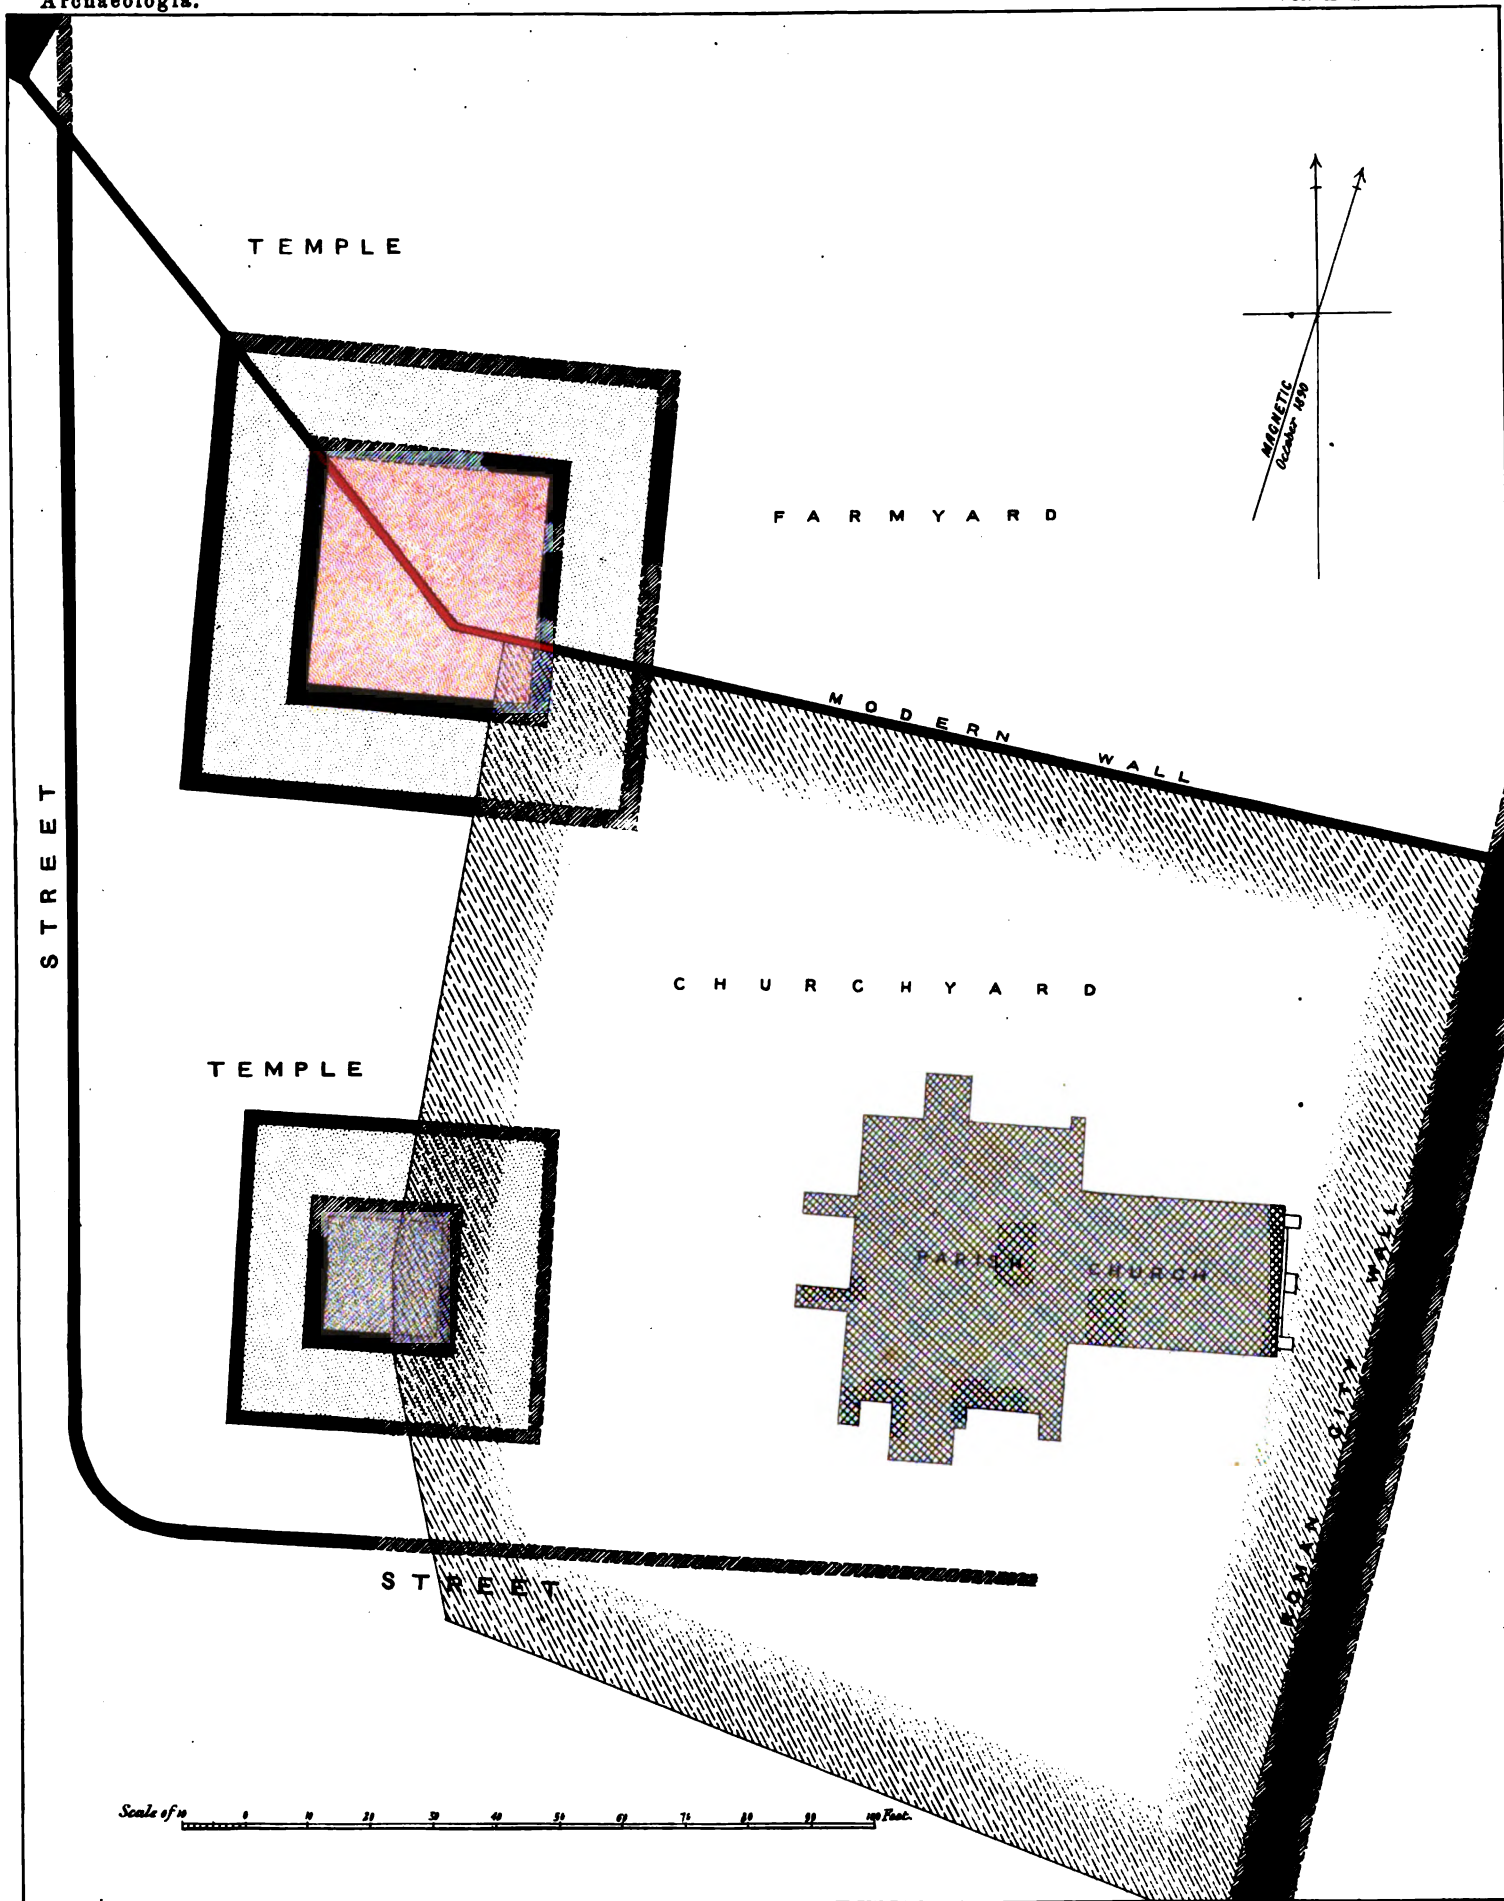 Archaeologia.
TEMPLE
MAGNETIC
October 1890
FARMYARD
MODERN WALL
STREET
CHURCHYARD
TEMPLE
PARISH CHURCH
ROMAN CITY WALL
STREET
Scale of 10 0 10 20 30 40 50 60 70 80 90 100 Feet.